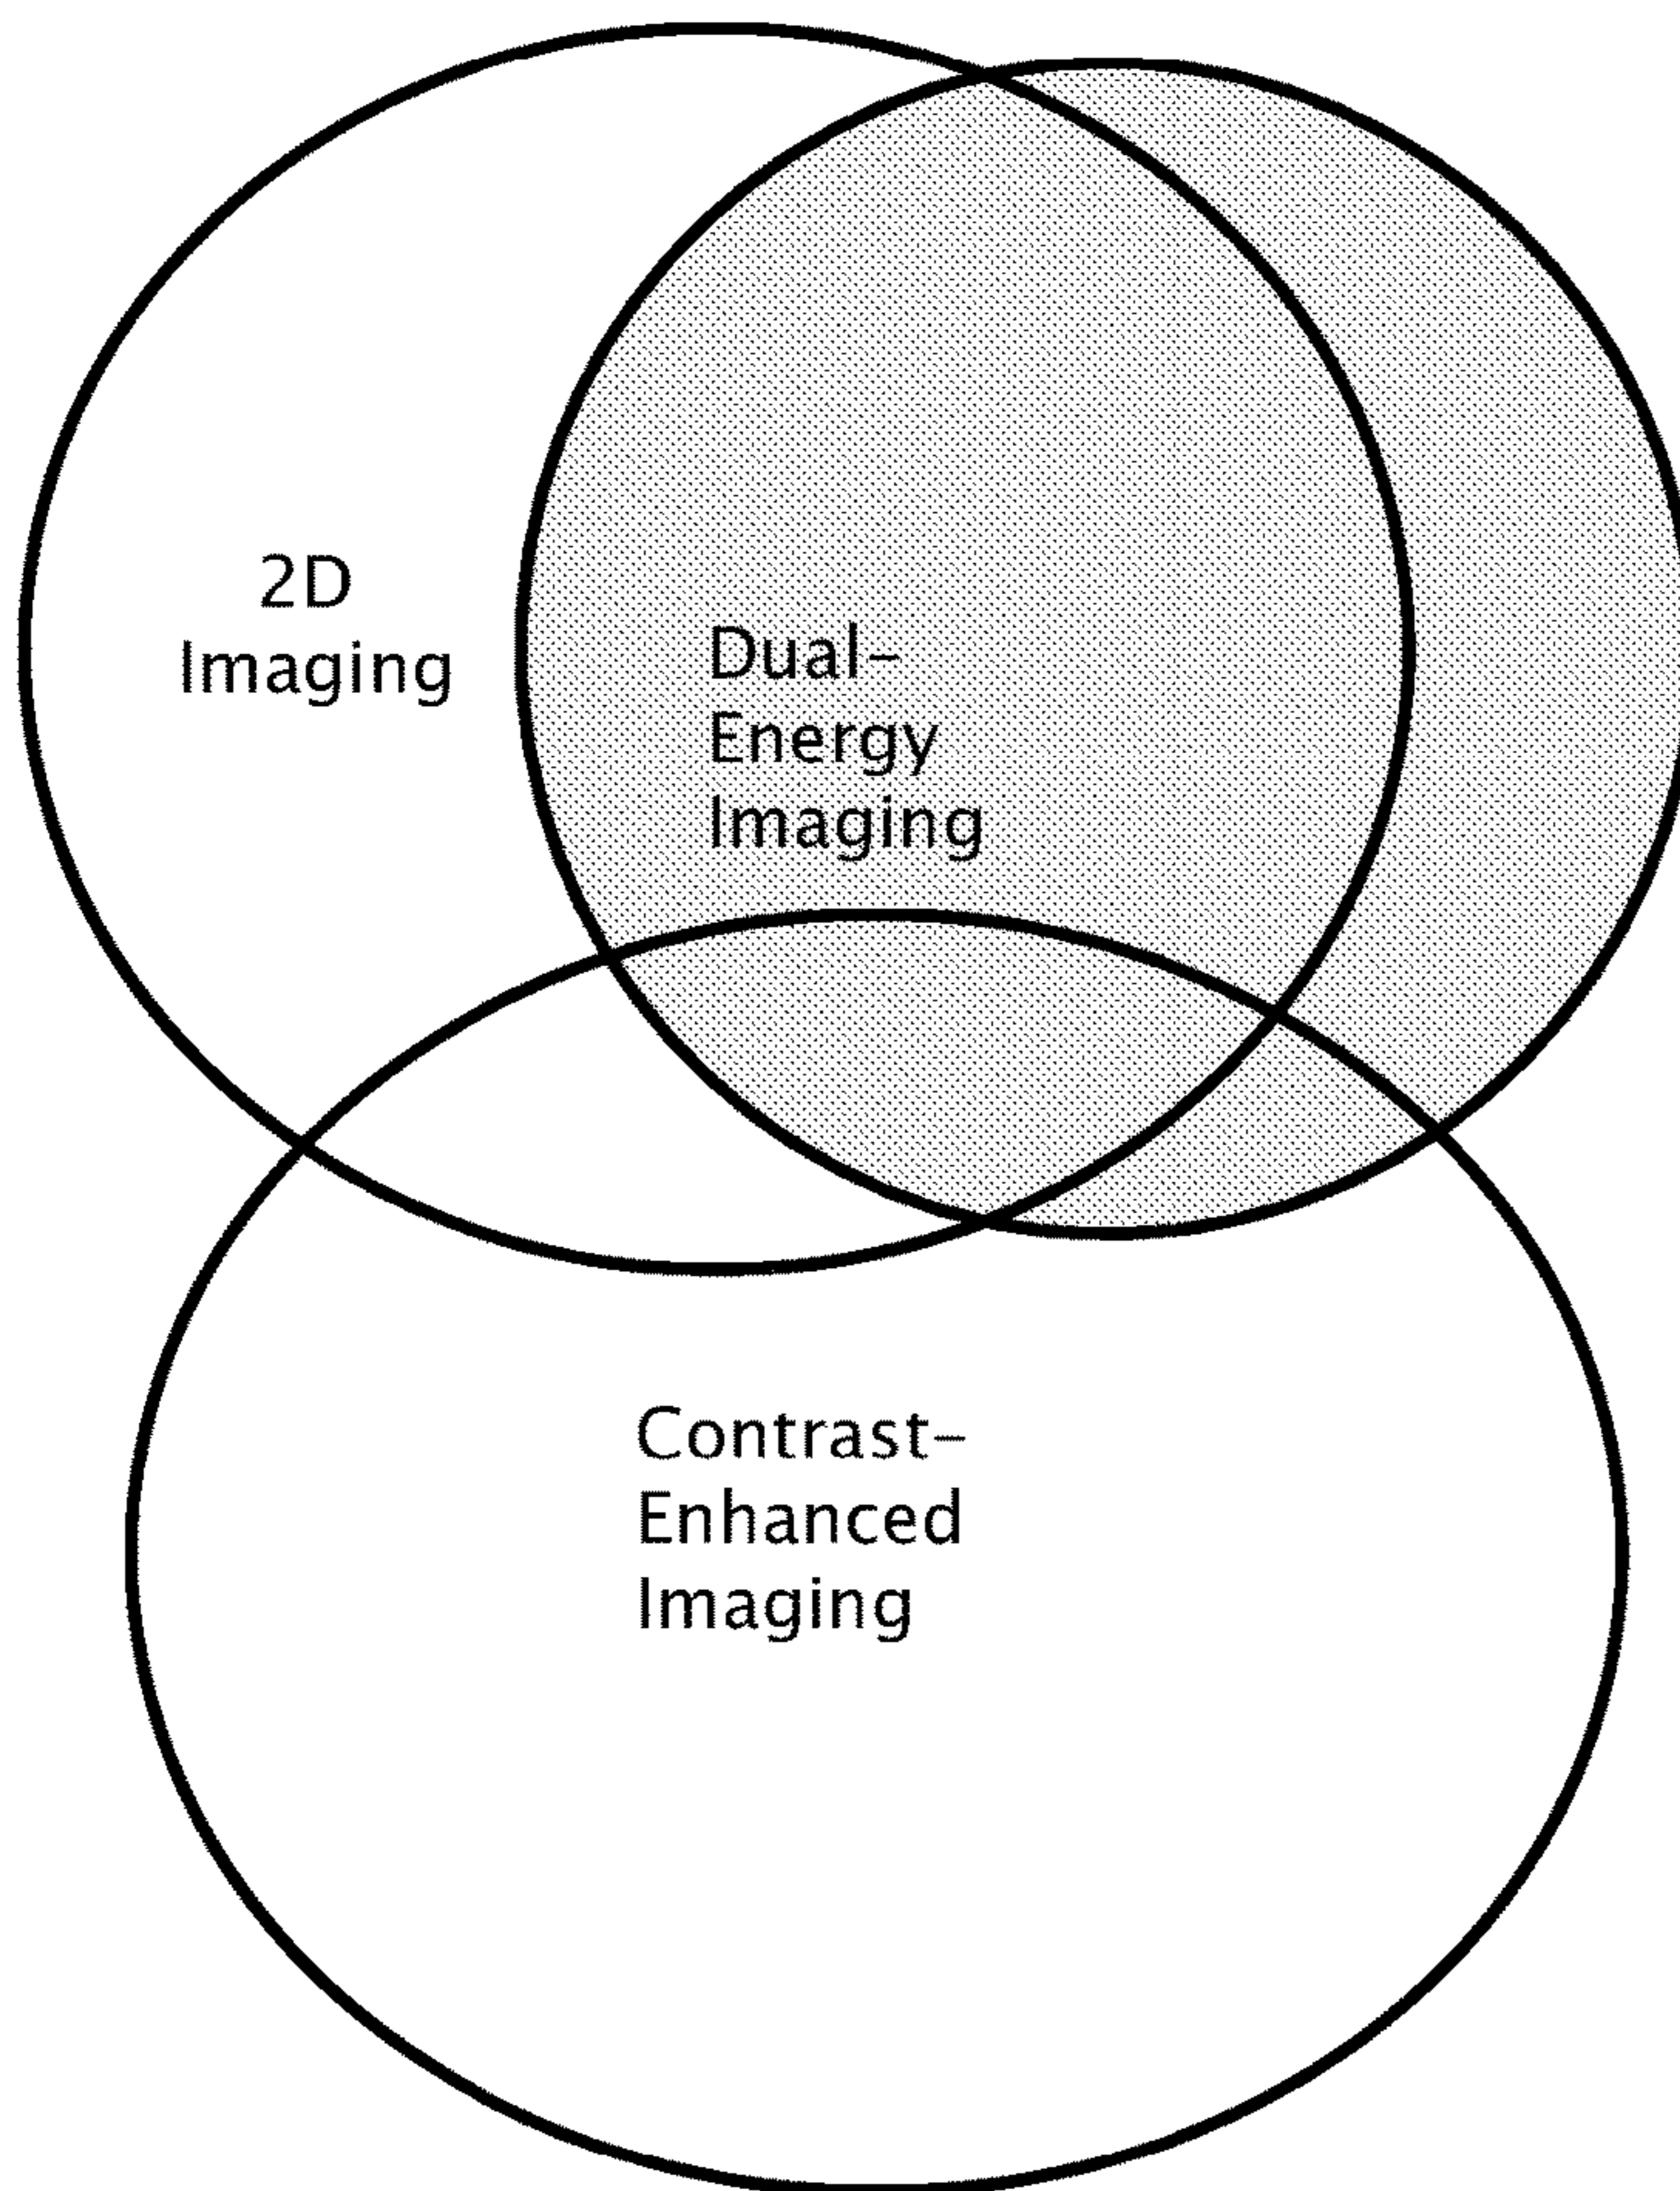 2D
Imaging
Dual-
Energy
Imaging
Contrast-
Enhanced
Imaging